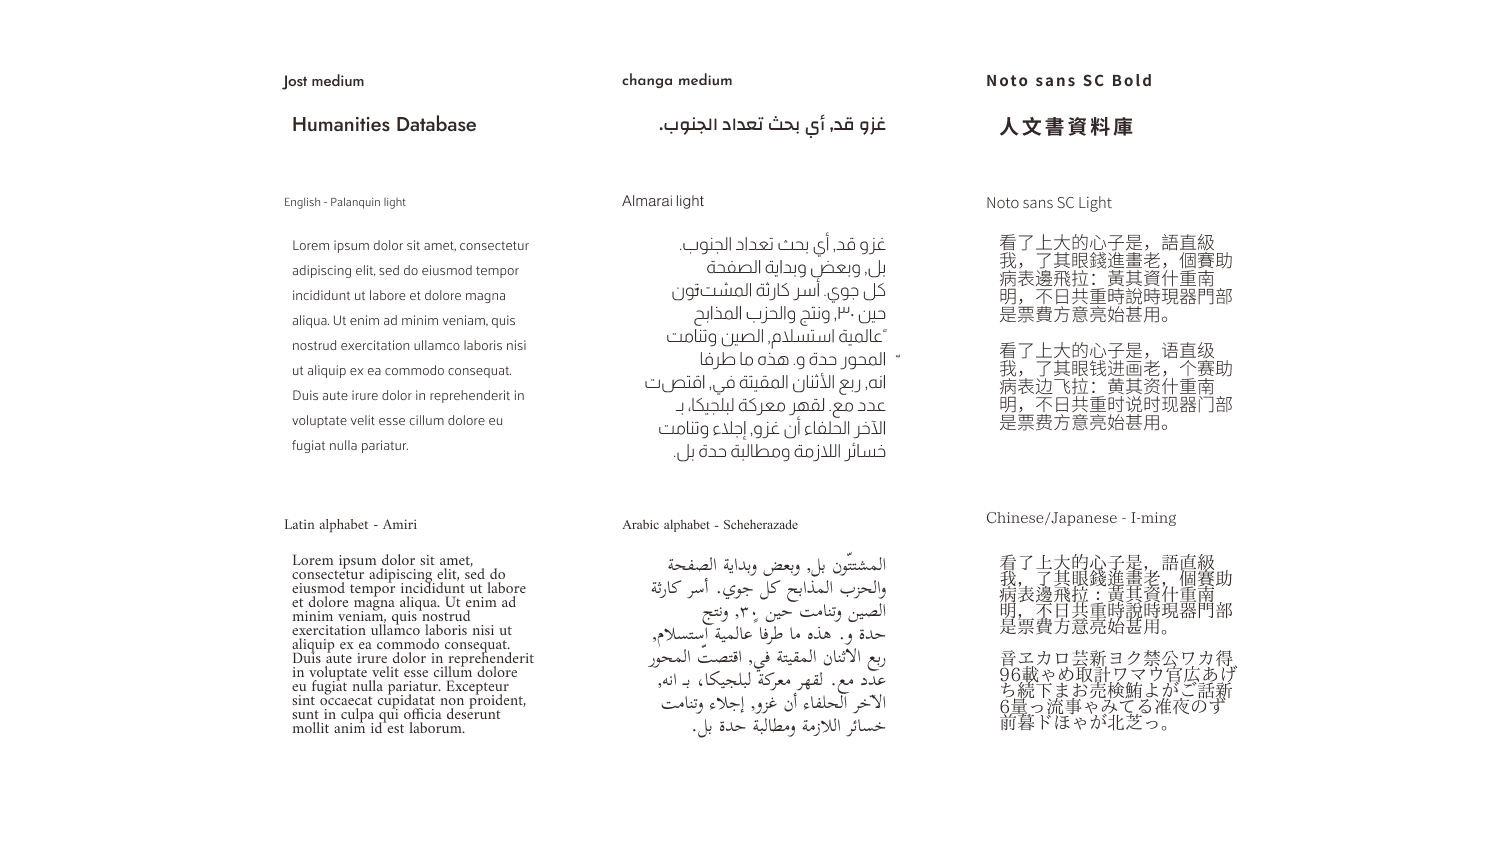 Jost medium
Humanities Database
English - Palanquin light
Lorem ipsum dolor sit amet, consectetur
adipiscing elit, sed do eiusmod tempor
incididunt ut labore et dolore magna
aliqua. Ut enim ad minim veniam, quis
nostrud exercitation ullamco laboris nisi
ut aliquip ex ea commodo consequat.
Duis aute irure dolor in reprehenderit in
voluptate velit esse cillum dolore eu
fugiat nulla pariatur.
Latin alphabet - Amiri
Lorem ipsum dolor sit amet,
consectetur adipiscing elit, sed do
eiusmod tempor incididunt ut labore
et dolore magna aliqua. Ut enim ad
minim veniam, quis nostrud
exercitation ullamco laboris nisi ut
aliquip ex ea commodo consequat.
Duis aute irure dolor in reprehenderit
in voluptate velit esse cillum dolore
eu fugiat nulla pariatur. Excepteur
sint occaecat cupidatat non proident,
sunt in culpa qui officia deserunt
mollit anim id est laborum.
changa medium
غزو قد, أي بحث تعداد الجنوب.
Almarai light
غزو قد, أي بحث تعداد الجنوب.
بل, وبعض وبداية الصفحة
كل جوي. أسر كارثة المشتتون
حين ٣٠, ونتج والحزب المذابح
عالمية استسلام, الصين وتنامت
المحور حدة و. هذه ما طرفا
انه, ربع الأثنان المقيتة في, اقتصت
عدد مع. لقهر معركة لبلجيكا، بـ
الآخر الحلفاء أن غزو, إجلاء وتنامت
خسائر اللازمة ومطالبة حدة بل.
Arabic alphabet - Scheherazade
المشتتّون بل, وبعض وبداية الصفحة
والحزب المذابح كل جوي. أسر كارثة
الصين وتنامت حين ٣٠, ونتج
حدة و. هذه ما طرفاً عالمية استسلام,
ربع الاثنان المقيتة في, اقتصتّ المحور
عدد مع. لقهر معركة لبلجيكا، بـ انه,
الآخر الحلفاء أن غزو, إجلاء وتنامت
خسائر اللازمة ومطالبة حدة بل.
Noto sans SC Bold
人文書資料庫
Noto sans SC Light
看了上大的心子是，語直級
我，了其眼錢進畫老，個賽助
病表邊飛拉：黃其資什重南
明，不日共重時說時現器門部
是票費方意亮始甚用。
看了上大的心子是，语直级
我，了其眼钱进画老，个赛助
病表边飞拉：黄其资什重南
明，不日共重时说时现器门部
是票费方意亮始甚用。
Chinese/Japanese - I-ming
看了上大的心子是，語直級
我，了其眼錢進畫老，個賽助
病表邊飛拉：黃其資什重南
明，不日共重時說時現器門部
是票費方意亮始甚用。
音ヱカロ芸新ヨク禁公ワカ得
96載ゃめ取計ワマウ官広あげ
ち続下まお売検鮪よがご話新
6量っ流事ゃみてる准夜のず
前暮ドほゃが北芝っ。